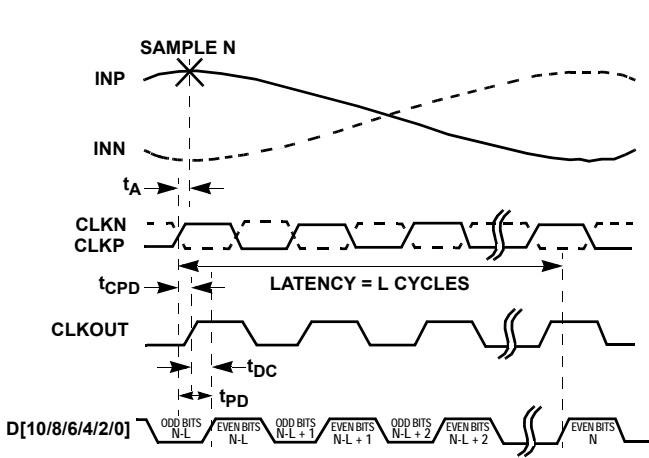 SAMPLE N
INP
INN
tA
CLKN
CLKP
tCPD
LATENCY = L CYCLES
CLKOUT
tDC
tPD
D[10/8/6/4/2/0]
ODD BITS
N-L
EVEN BITS
N-L
ODD BITS
N-L + 1
EVEN BITS
N-L + 1
ODD BITS
N-L + 2
EVEN BITS
N-L + 2
EVEN BITS
N